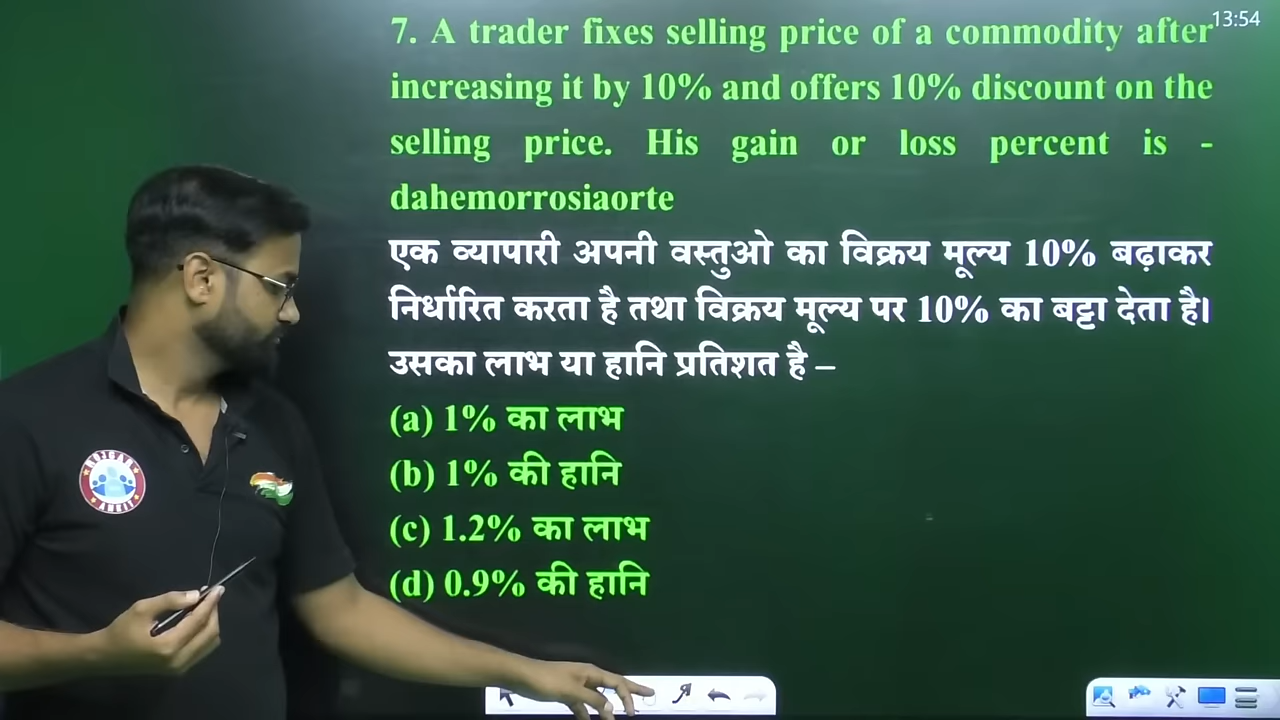 13:54
7. A trader fixes selling price of a commodity after
increasing it by 10% and offers 10% discount on the
selling price. His gain or loss percent is -
dahemorrosiaorte
एक व्यापारी अपनी वस्तुओ का विक्रय मूल्य 10% बढ़ाकर
निर्धारित करता है तथा विक्रय मूल्य पर 10% का बट्टा देता है।
उसका लाभ या हानि प्रतिशत है –
(a) 1% का लाभ
(b) 1% की हानि
(c) 1.2% का लाभ
(d) 0.9% की हानि
ANKIT